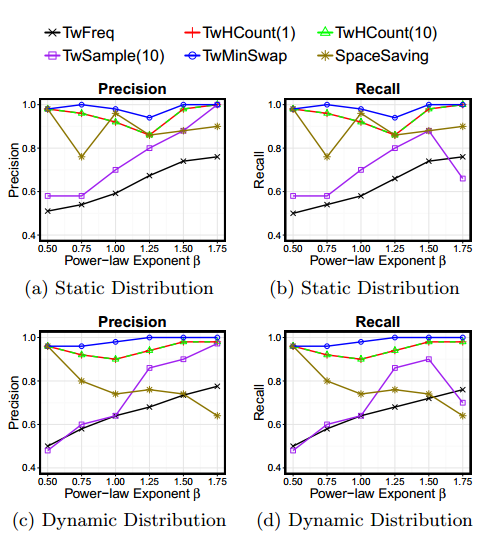 TwFreq TwHCount(1) TwHCount(10)
TwSample(10) TwMinSwap SpaceSaving
Precision
Precision
1.0
0.8
0.6
0.4
0.50 0.75 1.00 1.25 1.50 1.75
Power-law Exponent β
(a) Static Distribution
Recall
Recall
1.0
0.8
0.6
0.4
0.50 0.75 1.00 1.25 1.50 1.75
Power-law Exponent β
(b) Static Distribution
Precision
Precision
1.0
0.8
0.6
0.4
0.50 0.75 1.00 1.25 1.50 1.75
Power-law Exponent β
(c) Dynamic Distribution
Recall
Recall
1.0
0.8
0.6
0.4
0.50 0.75 1.00 1.25 1.50 1.75
Power-law Exponent β
(d) Dynamic Distribution